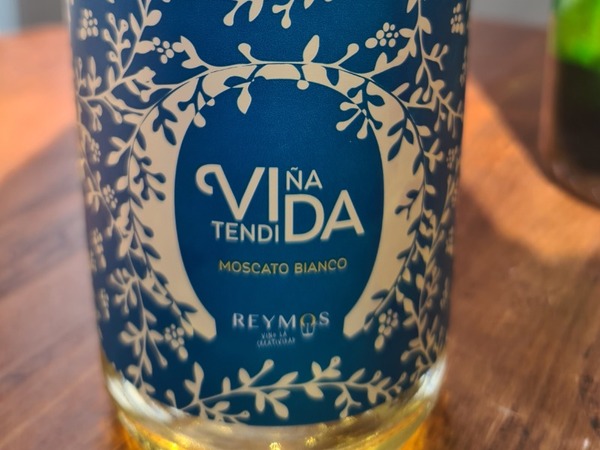 VIÑA
TENDIDA
MOSCATO BIANCO
REYMOS